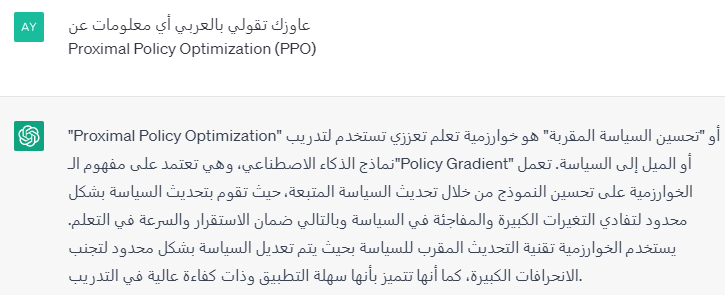 AY
عاوزك تقولي بالعربي أي معلومات عن
Proximal Policy Optimization (PPO)
أو "تحسين السياسة المقربة" هو خوارزمية تعلم تعززي تستخدم لتدريب "Proximal Policy Optimization"
أو الميل إلى السياسة. تعمل "Policy Gradient"نماذج الذكاء الاصطناعي، وهي تعتمد على مفهوم الـ
الخوارزمية على تحسين النموذج من خلال تحديث السياسة المتبعة، حيث تقوم بتحديث السياسة بشكل
محدود لتفادي التغيرات الكبيرة والمفاجئة في السياسة وبالتالي ضمان الاستقرار والسرعة في التعلم.
يستخدم الخوارزمية تقنية التحديث المقرب للسياسة بحيث يتم تعديل السياسة بشكل محدود لتجنب
.الانحرافات الكبيرة، كما أنها تتميز بأنها سهلة التطبيق وذات كفاءة عالية في التدريب